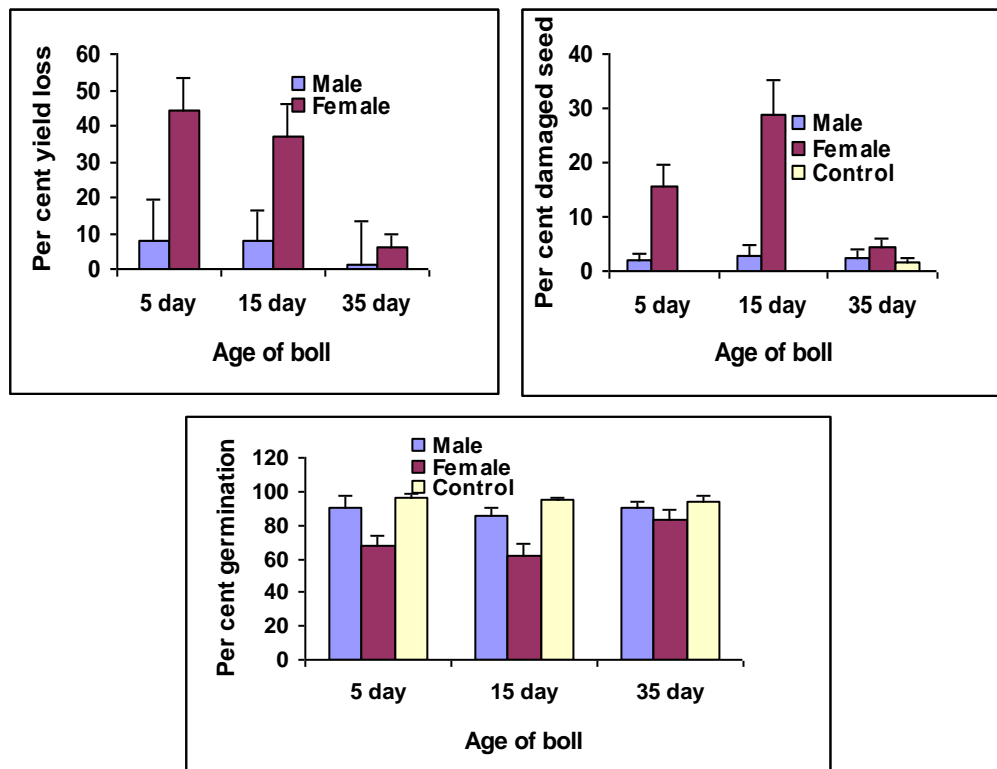 Per cent yield loss
60
50
40
30
20
10
0
Male
Female
5 day 15 day 35 day
Age of boll
Per cent damaged seed
40
30
20
10
0
Male
Female
Control
5 day 15 day 35 day
Age of boll
Per cent germination
120
100
80
60
40
20
0
Male
Female
Control
5 day 15 day 35 day
Age of boll